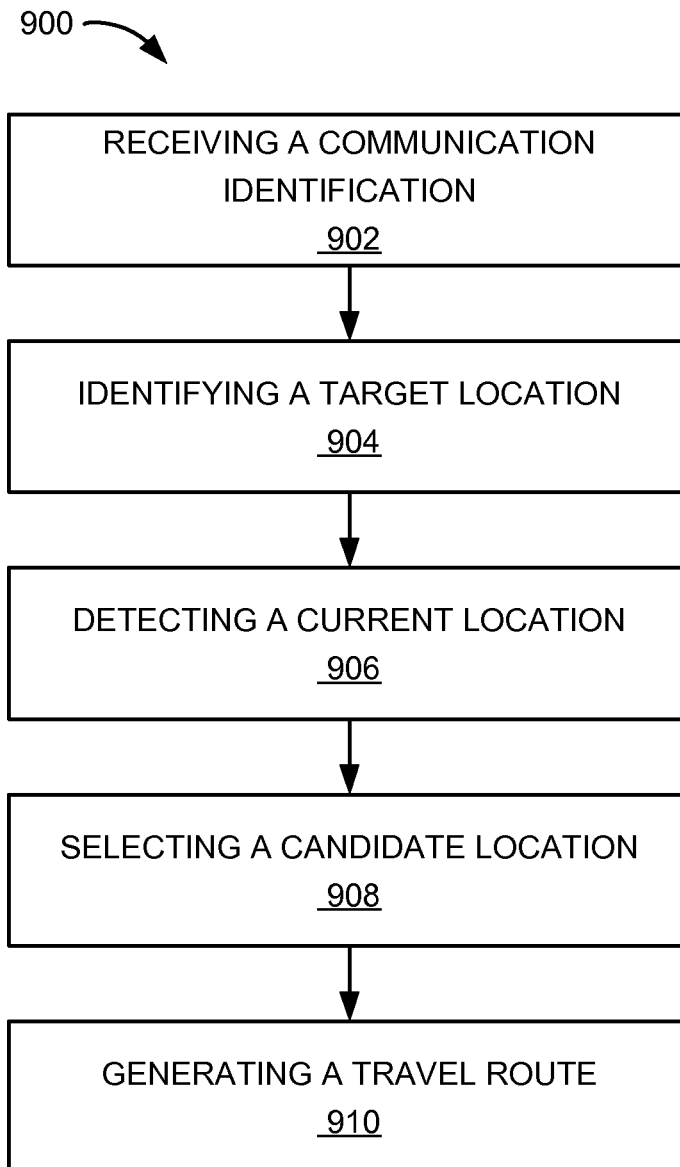 900
RECEIVING A COMMUNICATION
IDENTIFICATION
902
IDENTIFYING A TARGET LOCATION
904
DETECTING A CURRENT LOCATION
906
SELECTING A CANDIDATE LOCATION
908
GENERATING A TRAVEL ROUTE
910